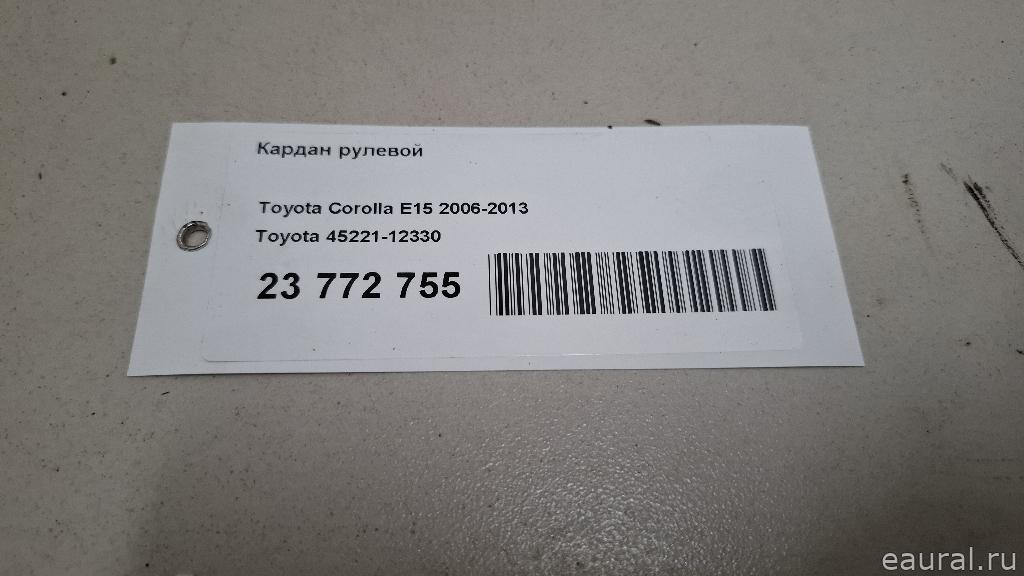 Кардан рулевой
Toyota Corolla E15 2006-2013
Toyota 45221-12330
23 772 755
eaural.ru